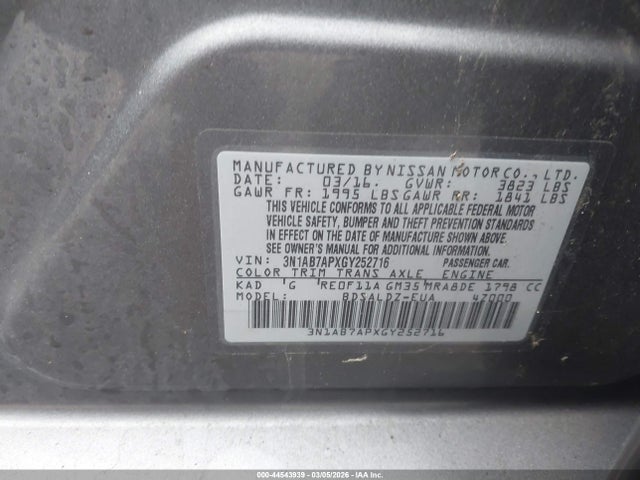 MANUFACTURED BY NISSAN MOTOR CO., LTD.
DATE: 03/16. GVWR: 3823 LBS
GAWR FR: 1995 LBS GAWR RR: 1841 LBS
THIS VEHICLE CONFORMS TO ALL APPLICABLE FEDERAL MOTOR
VEHICLE SAFETY, BUMPER AND THEFT PREVENTION STANDARDS
IN EFFECT ON THE DATE OF MANUFACTURE SHOWN ABOVE.
SEE OWNER'S MANUAL FOR ADDITIONAL INFORMATION.
VIN: 3N1AB7APXGY252716 PASSENGER CAR.
COLOR TRIM TRANS AXLE ENGINE
KAD 'G 'RE0F11A GM35'MRA8DE 1798 CC
MODEL: BDSALDZ-EUA 47000
3N1AB7APXGY252716
000-44543939 | 03/05/2026 - IAA Corp.